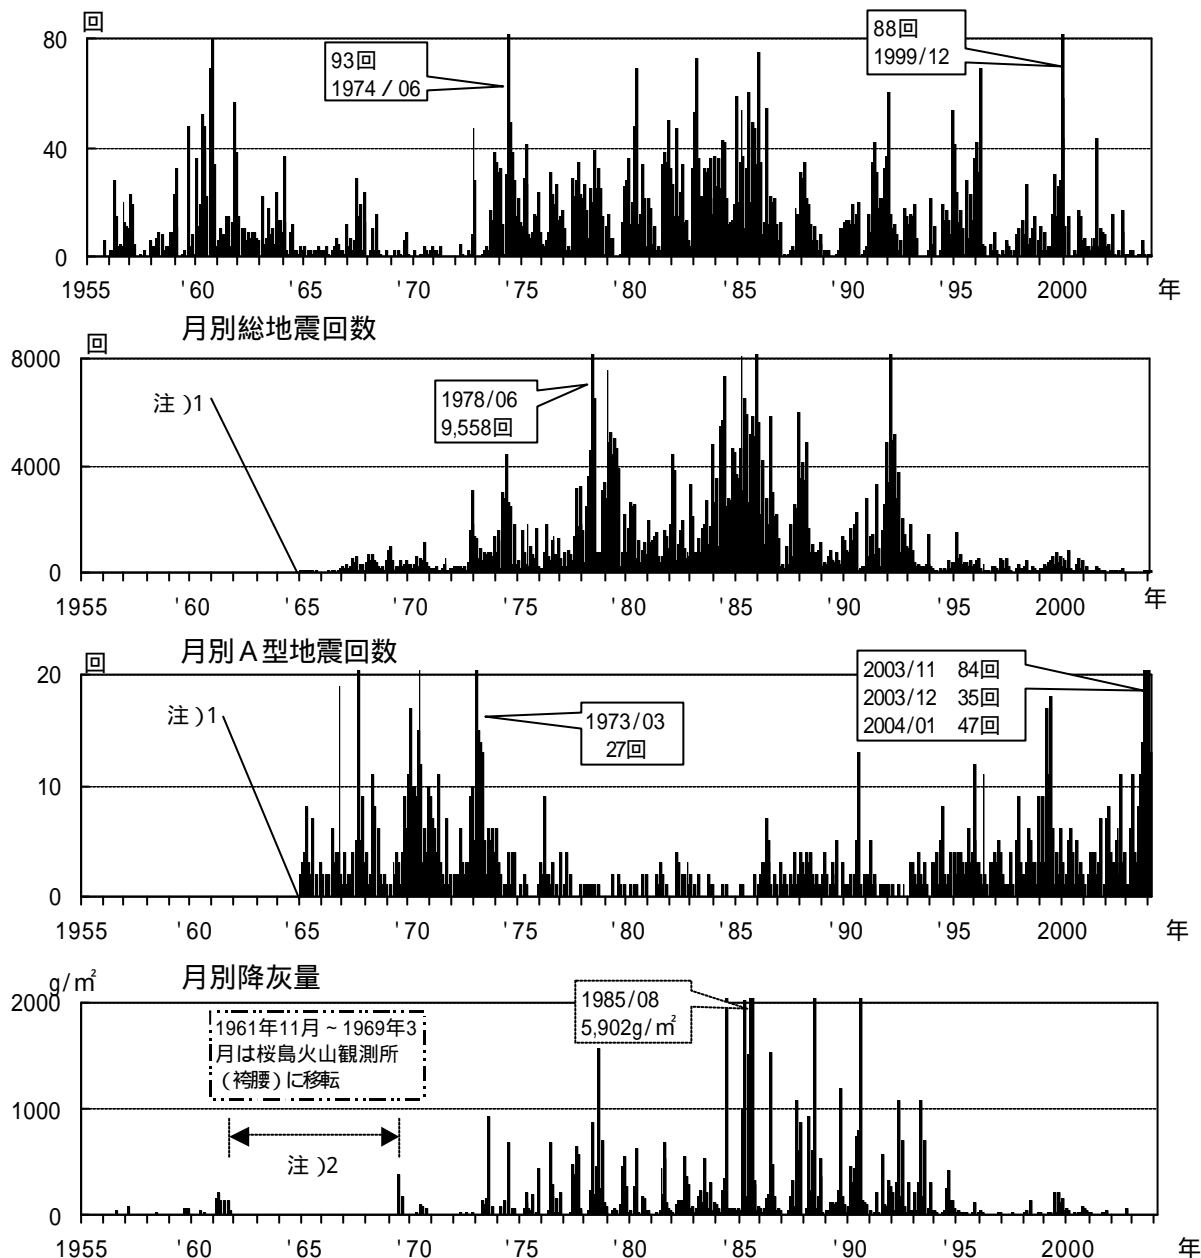 回
80
40
0
93回
1974 / 06
88回
1999/12
1955 '60 '65 '70 '75 '80 '85 '90 '95 2000 年
月別総地震回数
回
8000
4000
0
注)1
1978/06
9,558回
1955 '60 '65 '70 '75 '80 '85 '90 '95 2000 年
月別A型地震回数
回
20
10
0
注)1
1973/03
27回
2003/11 84回
2003/12 35回
2004/01 47回
1955 '60 '65 '70 '75 '80 '85 '90 '95 2000 年
月別降灰量
g/㎡
2000
1000
0
1961年11月~1969年3
月は桜島火山観測所
(袴腰)に移転
注)2
1985/08
5,902g/㎡
1955 '60 '65 '70 '75 '80 '85 '90 '95 2000 年